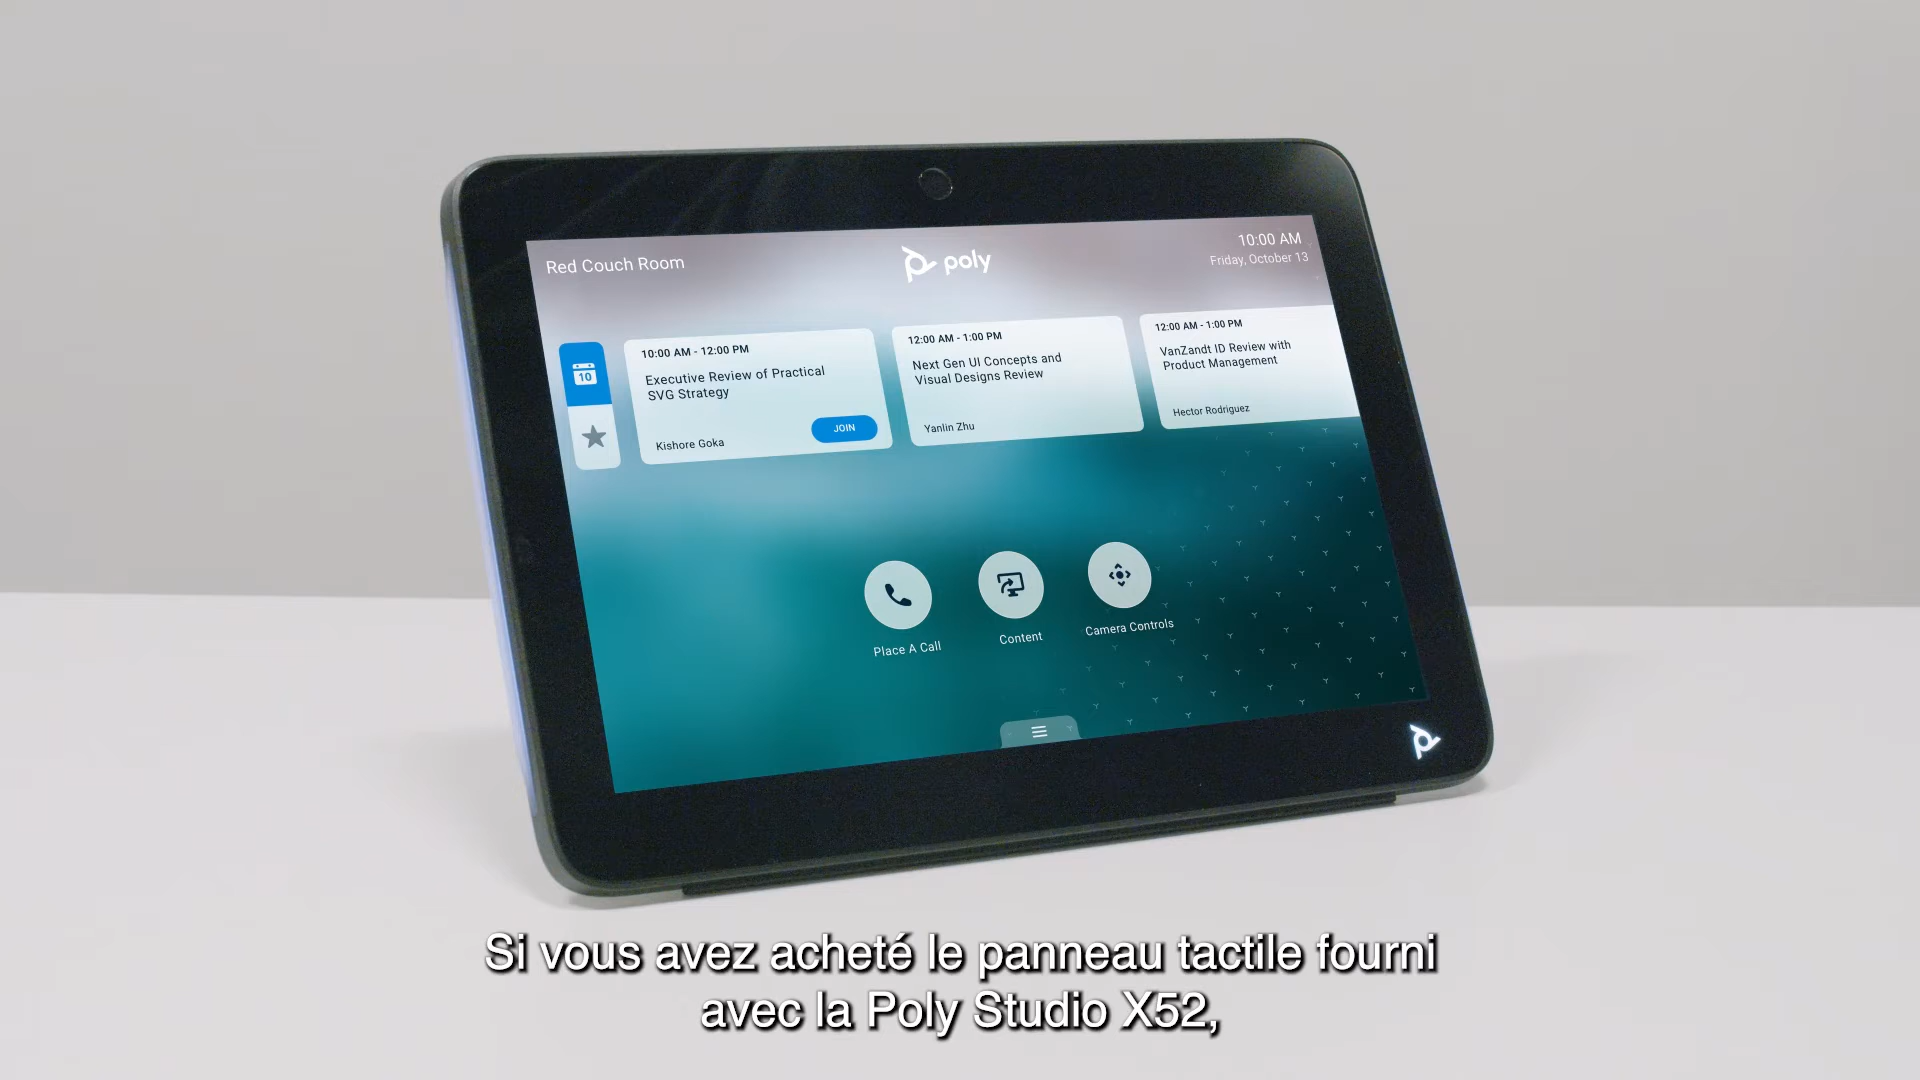 Red Couch Room
poly
10:00 AM
Friday, October 13
10
10:00 AM - 12:00 PM
Executive Review of Practical
SVG Strategy
Kishore Goka
JOIN
12:00 AM - 1:00 PM
Next Gen UI Concepts and
Visual Designs Review
Yanlin Zhu
12:00 AM - 1:00 PM
VanZandt ID Review with
Product Management
Hector Rodriguez
Place A Call
Content
Camera Controls
Si vous avez acheté le panneau tactile fourni
avec la Poly Studio X52,